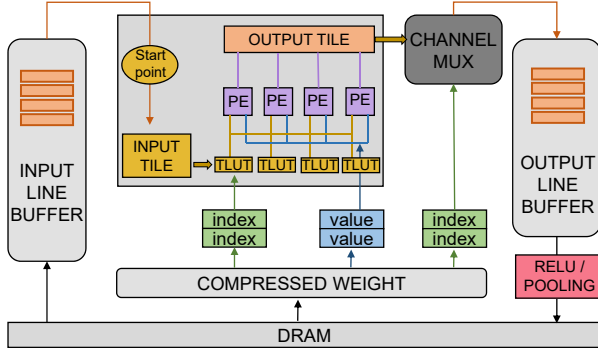 OUTPUT TILE
CHANNEL
MUX
Start
point
PE PE PE PE
INPUT
TILE
TLUT TLUT TLUT TLUT
INPUT
LINE
BUFFER
OUTPUT
LINE
BUFFER
index value index
index value index
COMPRESSED WEIGHT
RELU /
POOLING
DRAM